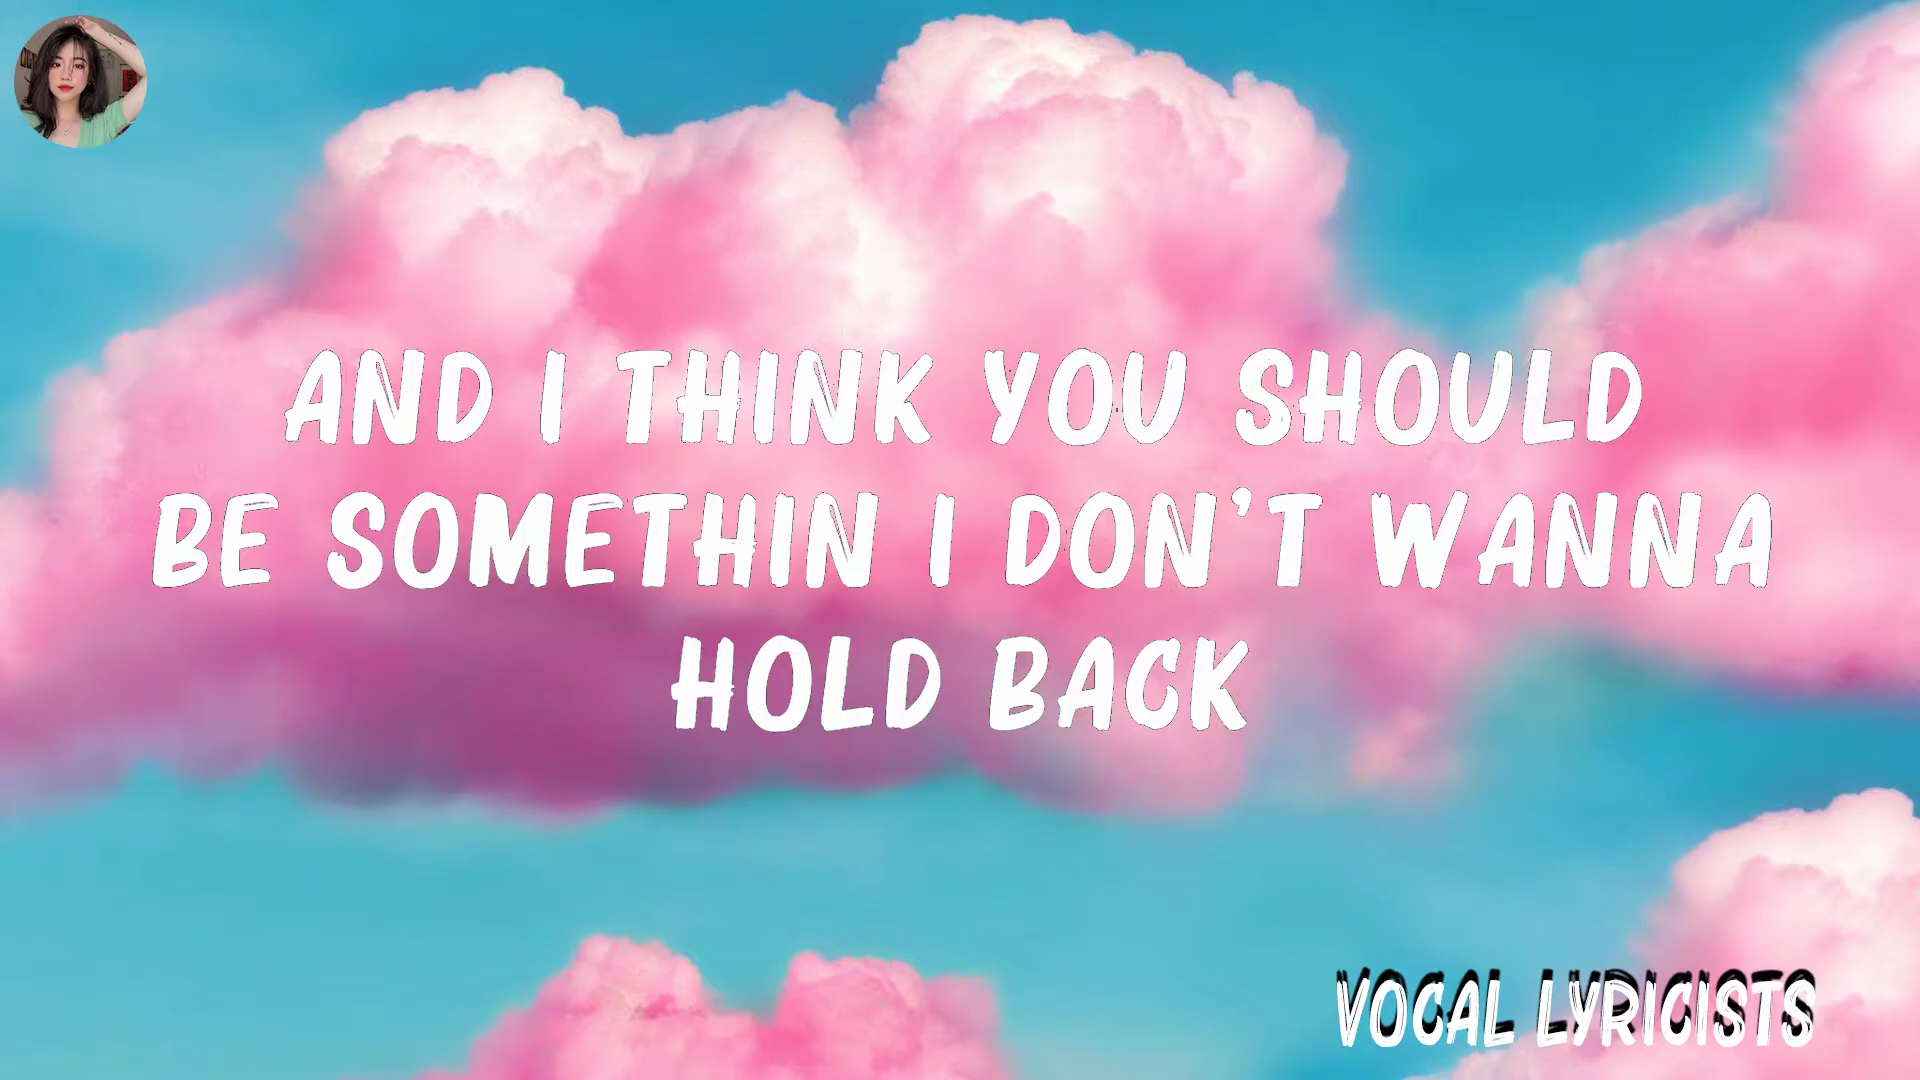 AND I THINK YOU SHOULD
BE SOMETHIN I DON'T WANNA
HOLD BACK
VOCAL LYRICISTS